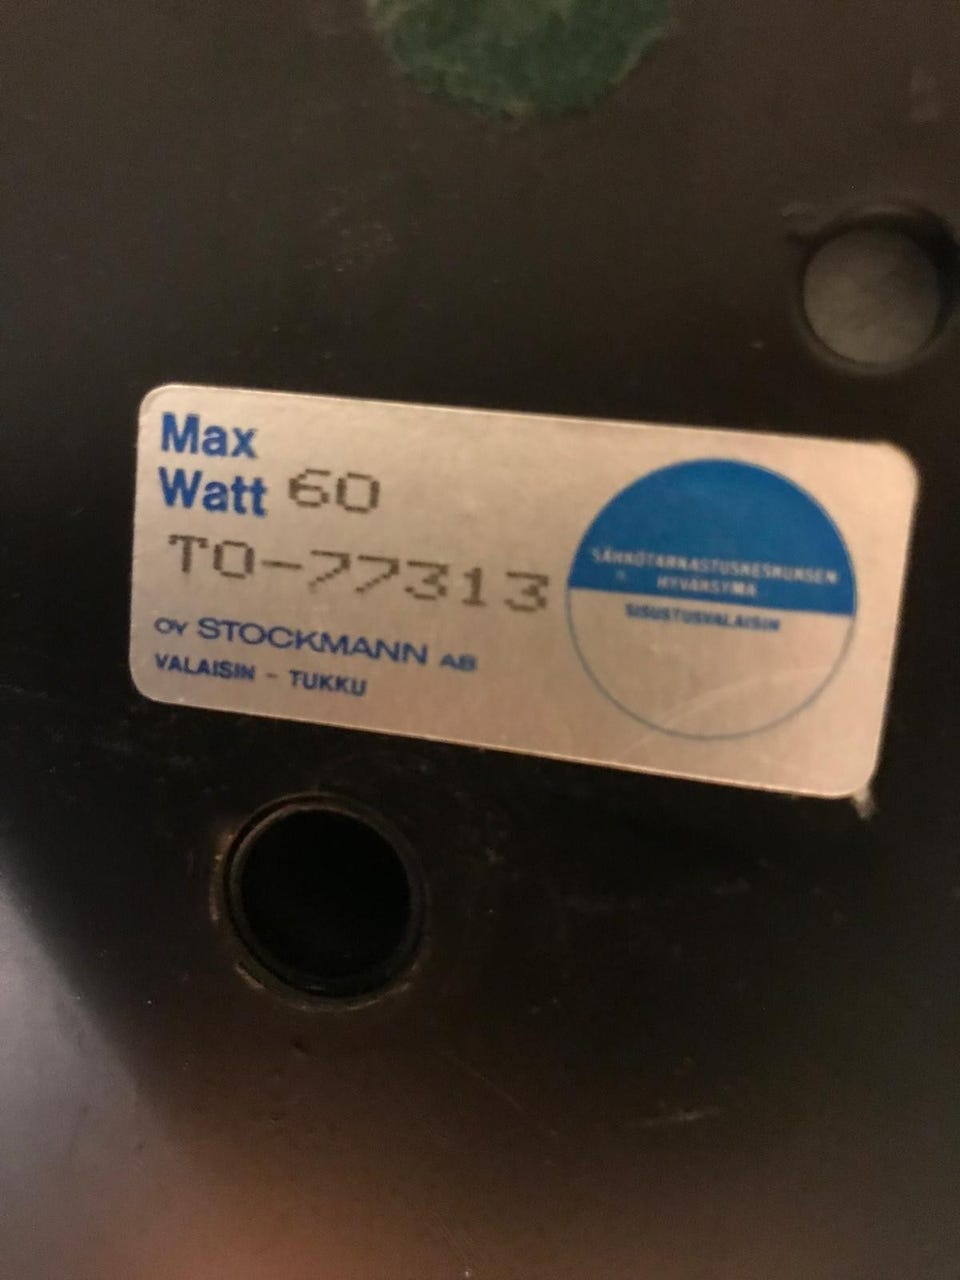 Max
Watt 60
TO-77313
OY STOCKMANN AB
VALAISIN - TUKKU
SÄHKÖTARKASTUSKESKUKSEN
HYVÄKSYMÄ
SISUSTUSVALAISIN